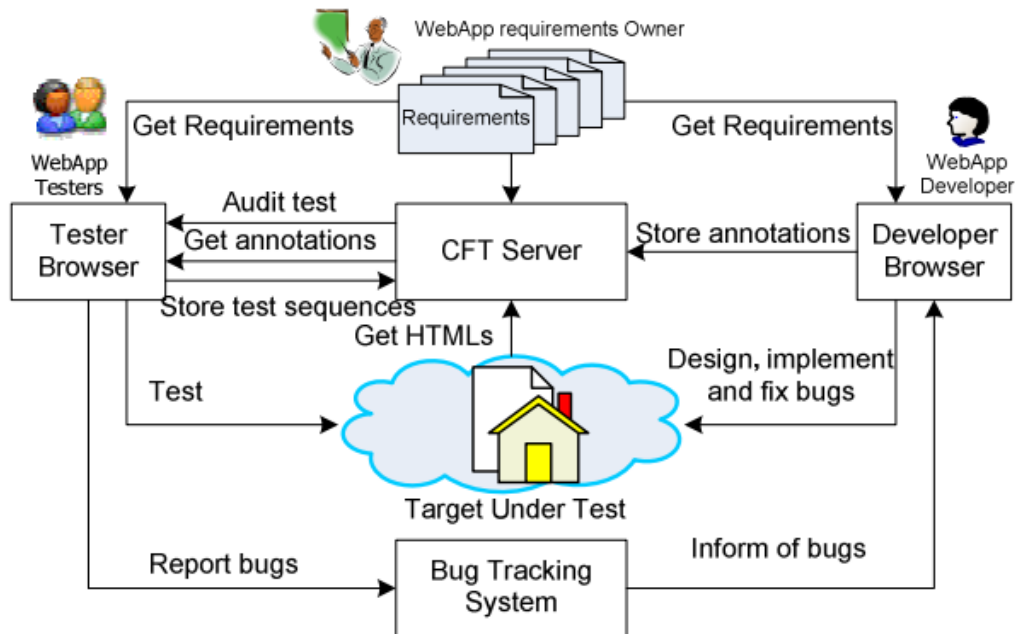 WebApp requirements Owner
Requirements
Get Requirements
Get Requirements
WebApp
Testers
WebApp
Developer
Tester
Browser
Audit test
Get annotations
Store test sequences
CFT Server
Store annotations
Developer
Browser
Get HTMLs
Test
Design, implement
and fix bugs
Target Under Test
Report bugs
Bug Tracking
System
Inform of bugs